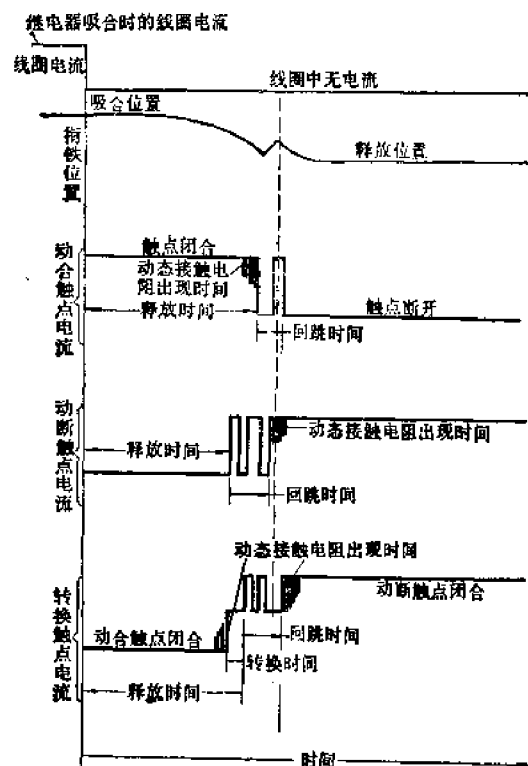 继电器吸合时的线圈电流
线圈电流
线圈中无电流
吸合位置
衔铁位置
释放位置
动合触点电流
触点闭合
动态接触电
阻出现时间
释放时间
触点断开
回跳时间
动断触点电流
释放时间
动态接触电阻出现时间
回跳时间
动态接触电阻出现时间
转换触点电流
动断触点闭合
动合触点闭合
回跳时间
转换时间
释放时间
时间